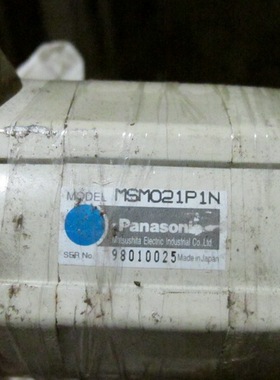 MODEL MSM021P1N
Panasonic
Matsushita Electric Industrial Co., Ltd.
SER No. 98010025 Made in Japan